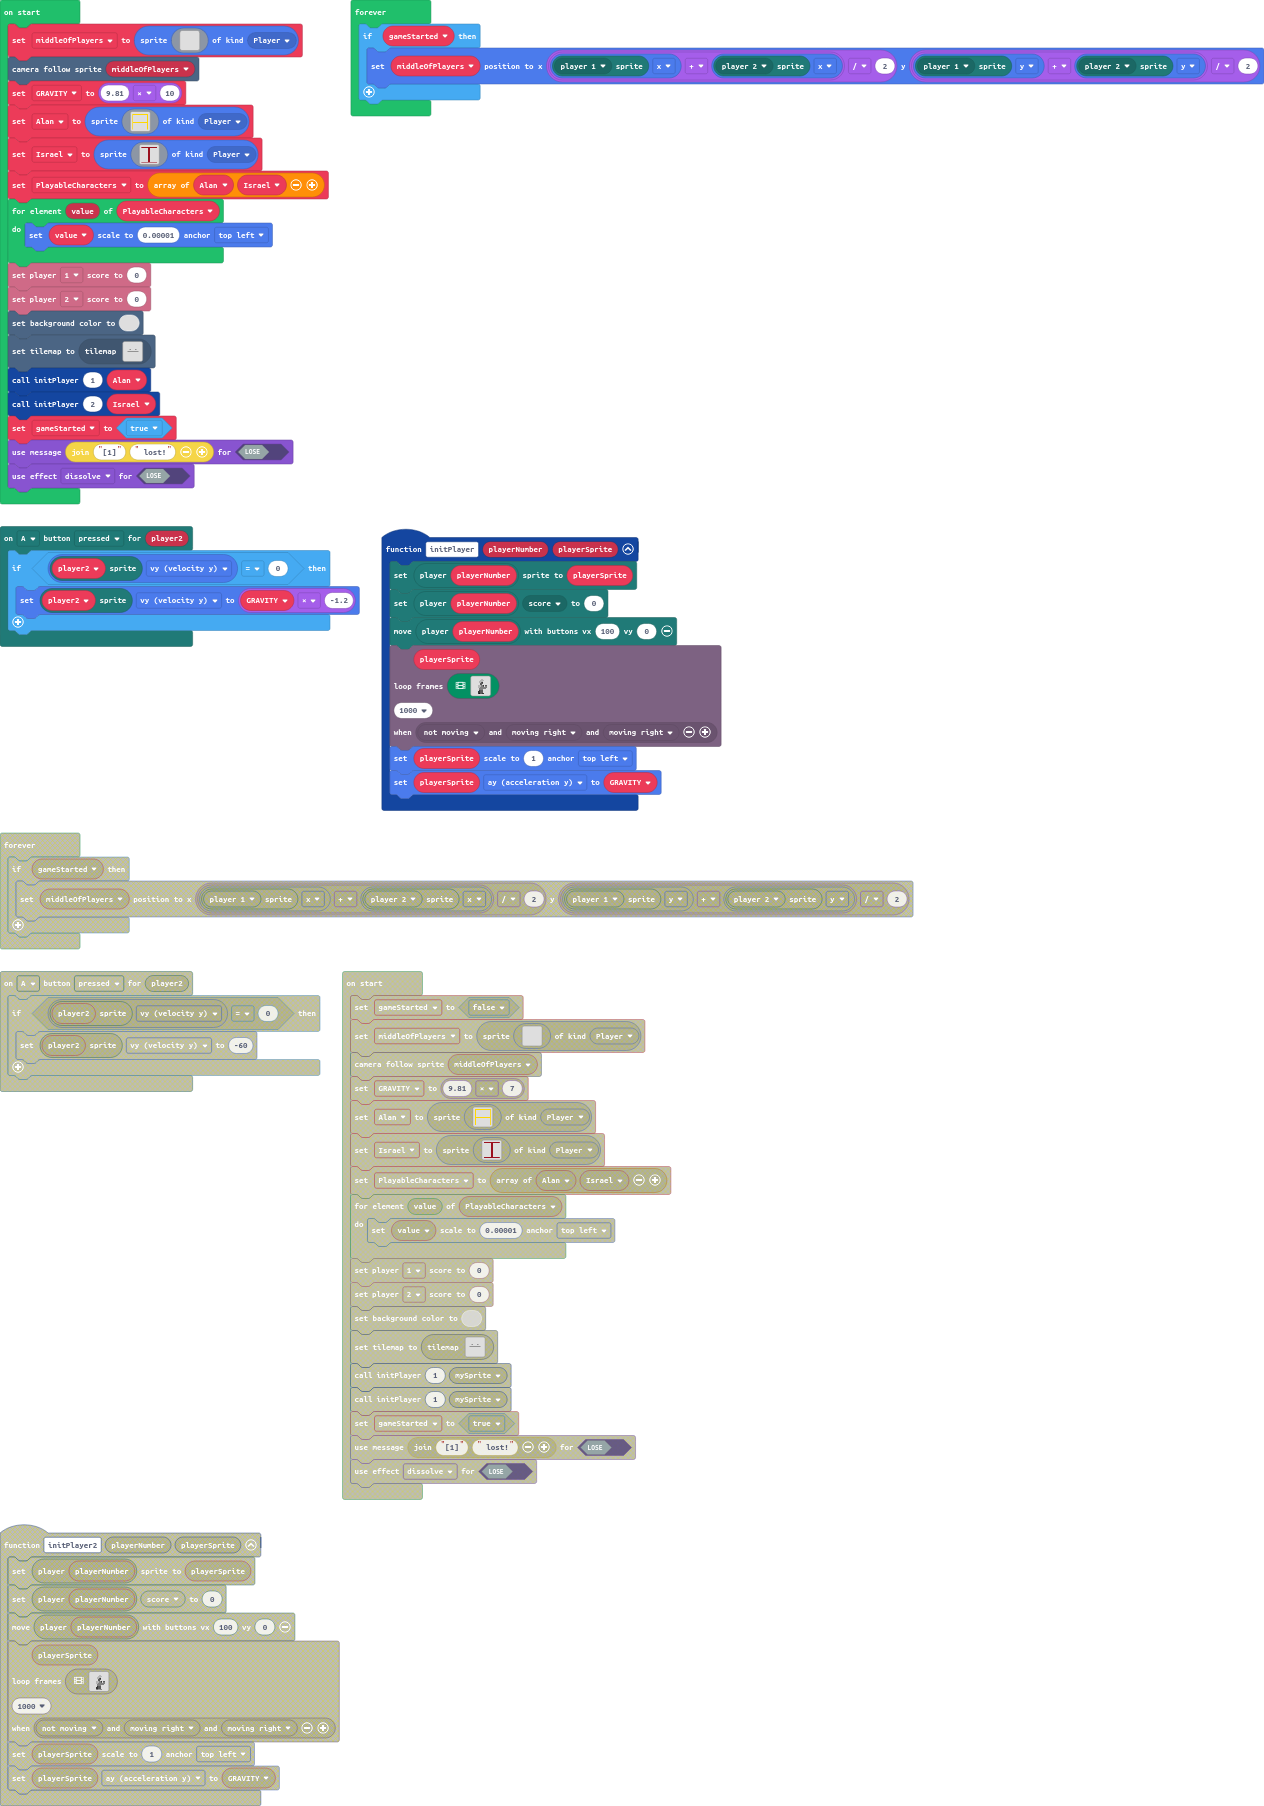 on start
set middleOfPlayers to sprite of kind Player
camera follow sprite middleOfPlayers
set GRAVITY to 9.81 × 10
set Alan to sprite of kind Player
set Israel to sprite of kind Player
set PlayableCharacters to array of Alan Israel
for element value of PlayableCharacters
do set value scale to 0.00001 anchor top left
set player 1 score to 0
set player 2 score to 0
set background color to
set tilemap to tilemap
call initPlayer 1 Alan
call initPlayer 2 Israel
set gameStarted to true
use message join "[1]" " lost!" for LOSE
use effect dissolve for LOSE
forever
if gameStarted then
set middleOfPlayers position to x player 1 sprite x + player 2 sprite x / 2 y player 1 sprite y + player 2 sprite y / 2
on A button pressed for player2
if player2 sprite vy (velocity y) = 0 then
set player2 sprite vy (velocity y) to GRAVITY × -1.2
function initPlayer playerNumber playerSprite
set player playerNumber sprite to playerSprite
set player playerNumber score to 0
move player playerNumber with buttons vx 100 vy 0
playerSprite
loop frames
1000
when not moving and moving right and moving right
set playerSprite scale to 1 anchor top left
set playerSprite ay (acceleration y) to GRAVITY
forever
if gameStarted then
set middleOfPlayers position to x player 1 sprite x + player 2 sprite x / 2 y player 1 sprite y + player 2 sprite y / 2
on A button pressed for player2
if player2 sprite vy (velocity y) = 0 then
set player2 sprite vy (velocity y) to -60
on start
set gameStarted to false
set middleOfPlayers to sprite of kind Player
camera follow sprite middleOfPlayers
set GRAVITY to 9.81 × 7
set Alan to sprite of kind Player
set Israel to sprite of kind Player
set PlayableCharacters to array of Alan Israel
for element value of PlayableCharacters
do set value scale to 0.00001 anchor top left
set player 1 score to 0
set player 2 score to 0
set background color to
set tilemap to tilemap
call initPlayer 1 mySprite
call initPlayer 1 mySprite
set gameStarted to true
use message join "[1]" " lost!" for LOSE
use effect dissolve for LOSE
function initPlayer2 playerNumber playerSprite
set player playerNumber sprite to playerSprite
set player playerNumber score to 0
move player playerNumber with buttons vx 100 vy 0
playerSprite
loop frames
1000
when not moving and moving right and moving right
set playerSprite scale to 1 anchor top left
set playerSprite ay (acceleration y) to GRAVITY